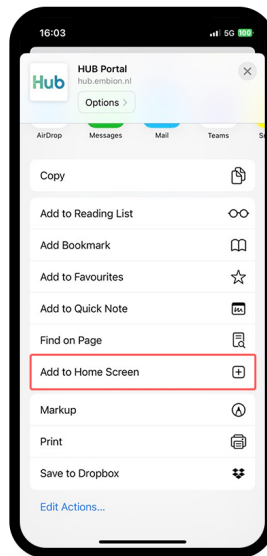 16:03
5G 100
Hub
HUB Portal
hub.embion.nl
Options
AirDrop Messages Mail Teams
Copy
Add to Reading List
Add Bookmark
Add to Favourites
Add to Quick Note
Find on Page
Add to Home Screen
Markup
Print
Save to Dropbox
Edit Actions...